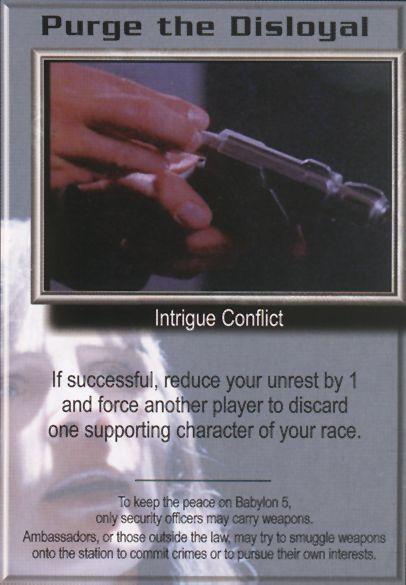 Purge the Disloyal
Intrigue Conflict
If successful, reduce your unrest by 1
and force another player to discard
one supporting character of your race.
To keep the peace on Babylon 5,
only security officers may carry weapons.
Ambassadors, or those outside the law, may try to smuggle weapons
onto the station to commit crimes or to pursue their own interests.